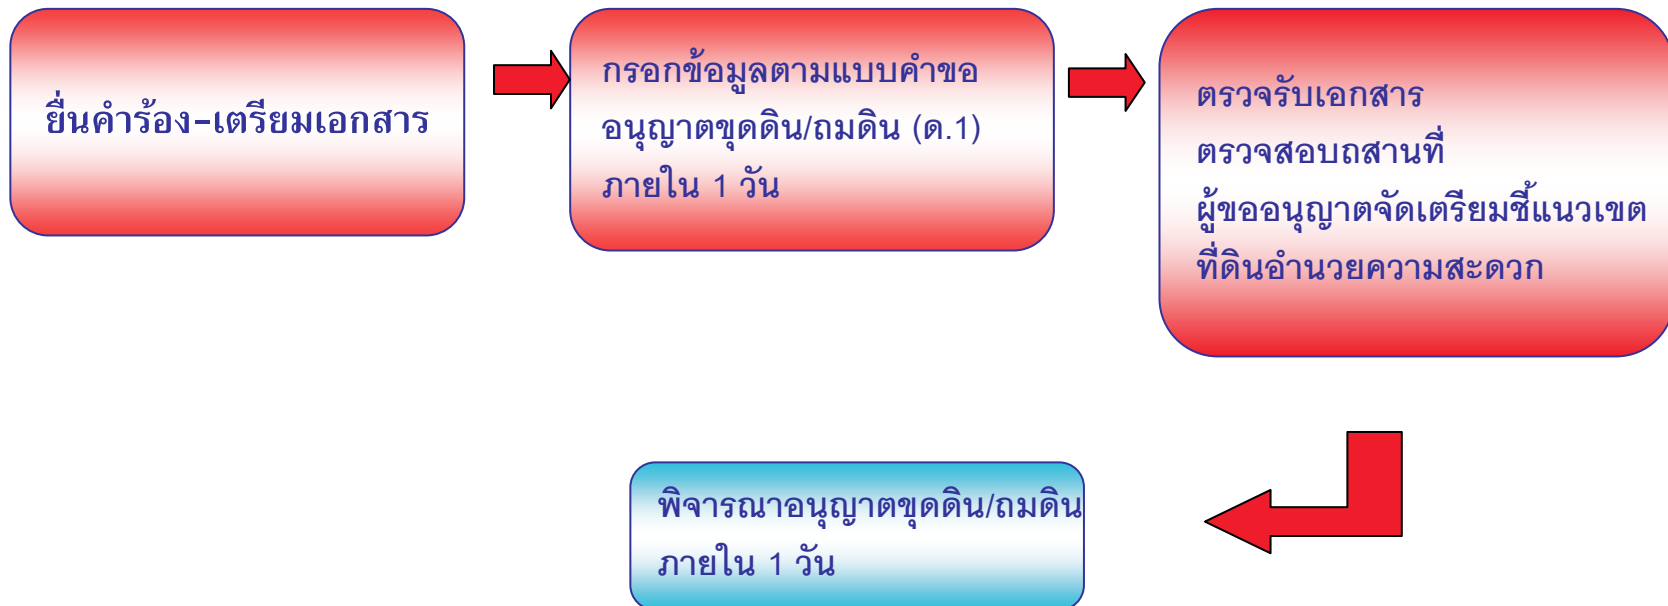 ยื่นคำร้อง-เตรียมเอกสาร
กรอกข้อมูลตามแบบคำขอ
อนุญาตขุดดิน/ถมดิน (ด.1)
ภายใน 1 วัน
ตรวจรับเอกสาร
ตรวจสอบถสานที่
ผู้ขออนุญาตจัดเตรียมชี้แนวเขต
ที่ดินอำนวยความสะดวก
พิจารณาอนุญาตขุดดิน/ถมดิน
ภายใน 1 วัน